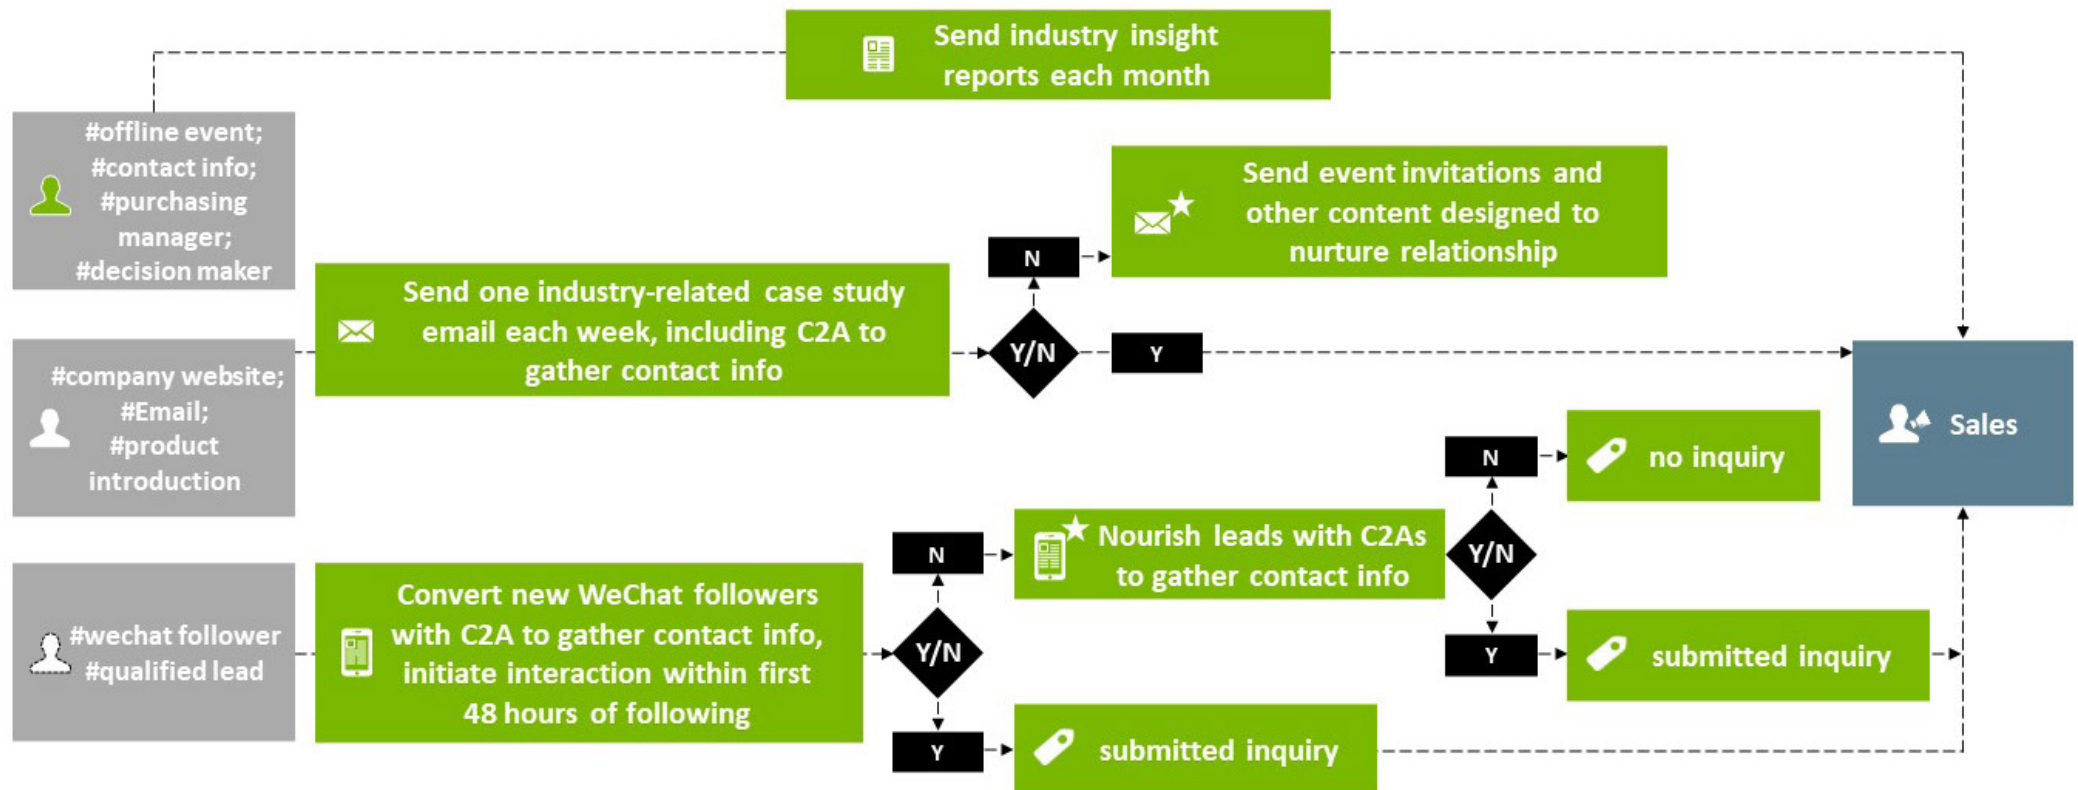 Send industry insight
reports each month
#offline event;
#contact info;
#purchasing
manager;
#decision maker
Send event invitations and
other content designed to
nurture relationship
N
Send one industry-related case study
email each week, including C2A to
gather contact info
Y/N
Y
#company website;
#Email;
#product
introduction
Sales
N
no inquiry
Nourish leads with C2As
to gather contact info
Y/N
N
Convert new WeChat followers
with C2A to gather contact info,
initiate interaction within first
48 hours of following
#wechat follower
#qualified lead
Y/N
Y
submitted inquiry
Y
submitted inquiry